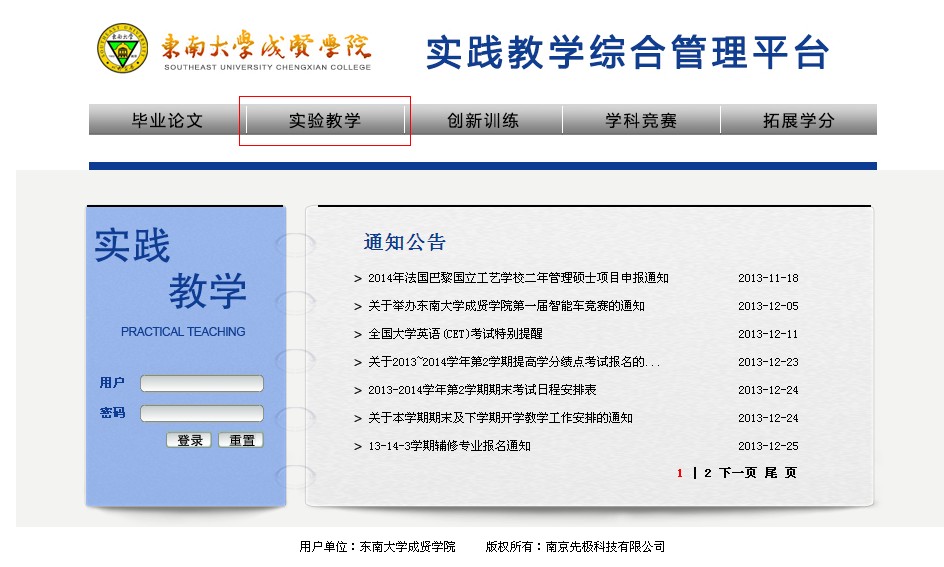 東南大學成賢學院
SOUTHEAST UNIVERSITY CHENGXIAN COLLEGE
实践教学综合管理平台
毕业论文 实验教学 创新训练 学科竞赛 拓展学分
实践
教学
PRACTICAL TEACHING
用户
密码
登录 重置
通知公告
> 2014年法国巴黎国立工艺学校二年管理硕士项目申报通知 2013-11-18
> 关于举办东南大学成贤学院第一届智能车竞赛的通知 2013-12-05
> 全国大学英语(CET)考试特别提醒 2013-12-11
> 关于2013~2014学年第2学期提高学分绩点考试报名的... 2013-12-23
> 2013-2014学年第2学期期末考试日程安排表 2013-12-24
> 关于本学期期末及下学期开学教学工作安排的通知 2013-12-24
> 13-14-3学期辅修专业报名通知 2013-12-25
1 | 2 下一页 尾 页
用户单位：东南大学成贤学院 版权所有：南京先极科技有限公司